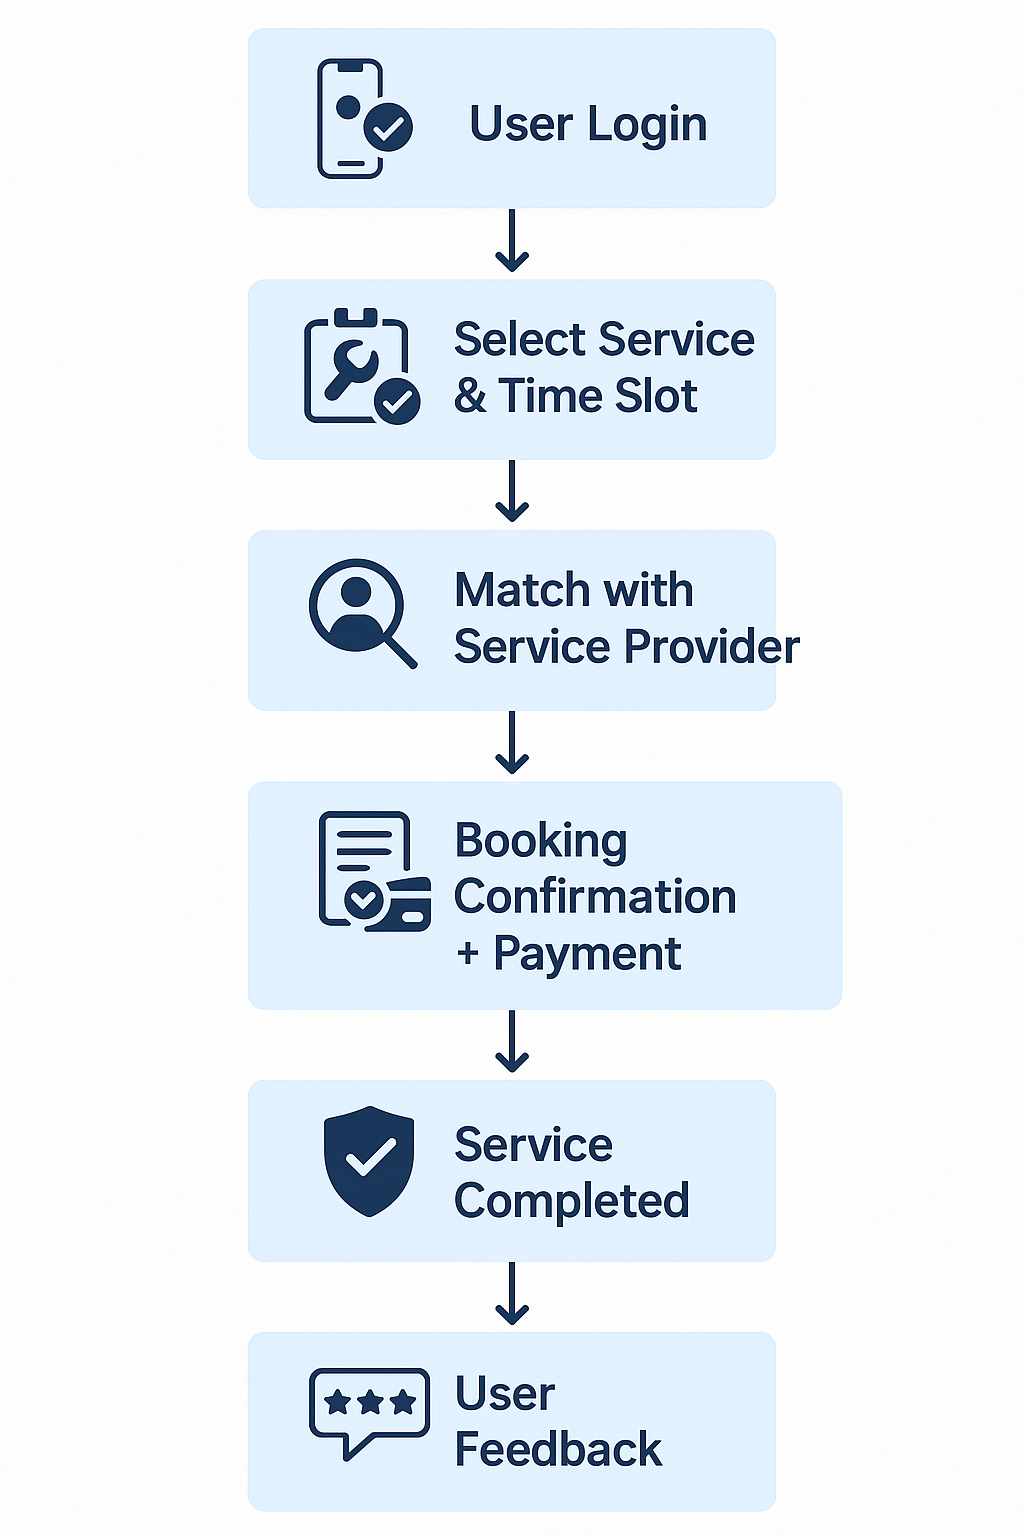 User Login
Select Service
& Time Slot
Match with
Service Provider
Booking
Confirmation
+ Payment
Service
Completed
User
Feedback